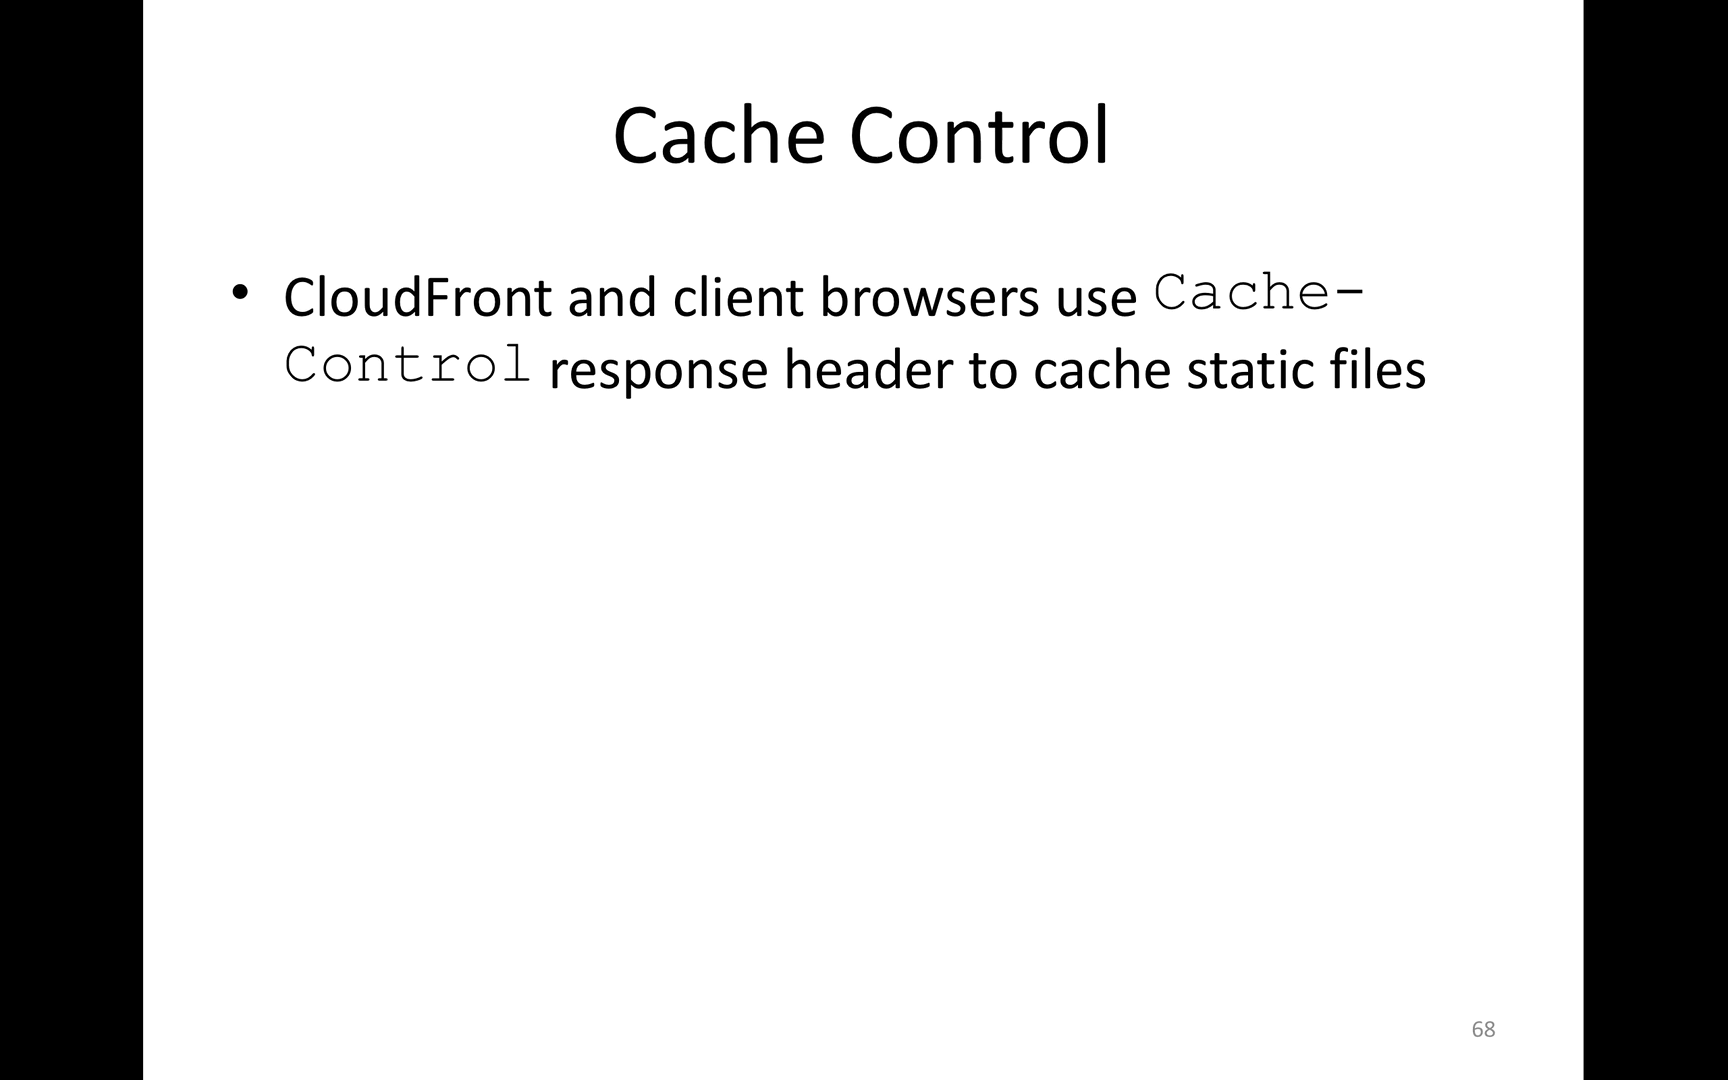 Cache Control
• CloudFront and client browsers use Cache-
Control response header to cache static files
68